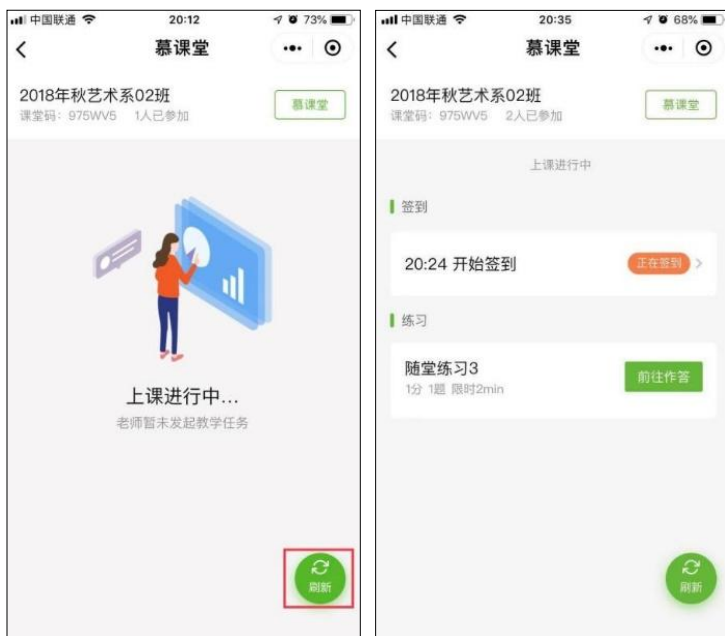 中国联通 20:12 73%
慕课堂
2018年秋艺术系02班
课堂码：975WV5 1人已参加
慕课堂
上课进行中...
老师暂未发起教学任务
刷新
中国联通 20:35 68%
慕课堂
2018年秋艺术系02班
课堂码：975WV5 2人已参加
慕课堂
上课进行中
签到
20:24 开始签到
正在签到
练习
随堂练习3
1分 1题 限时2min
前往作答
刷新